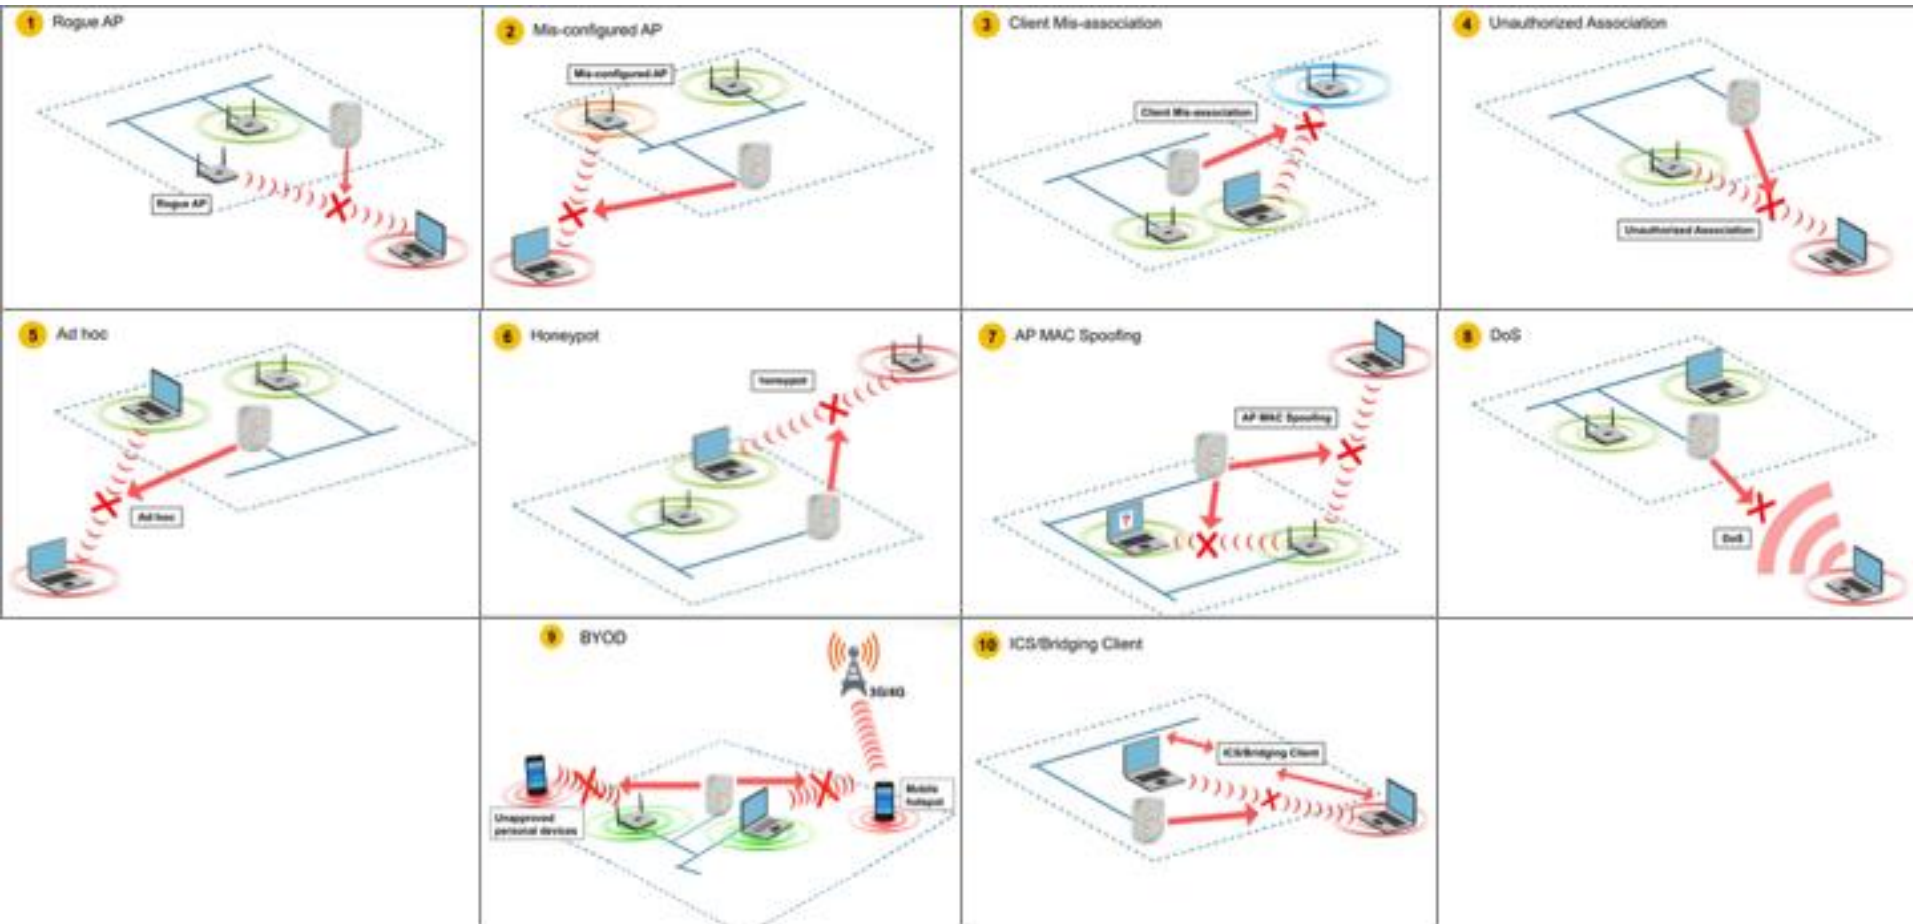 1 Rogue AP
Rogue AP
2 Mis-configured AP
Mis-configured AP
3 Client Mis-association
Client Mis-association
4 Unauthorized Association
Unauthorized Association
5 Ad hoc
Ad hoc
6 Honeypot
honeypot
7 AP MAC Spoofing
AP MAC Spoofing
?
8 DoS
DoS
9 BYOD
3G/4G
Unapproved
personal devices
Mobile
hotspot
10 ICS/Bridging Client
ICS/Bridging Client